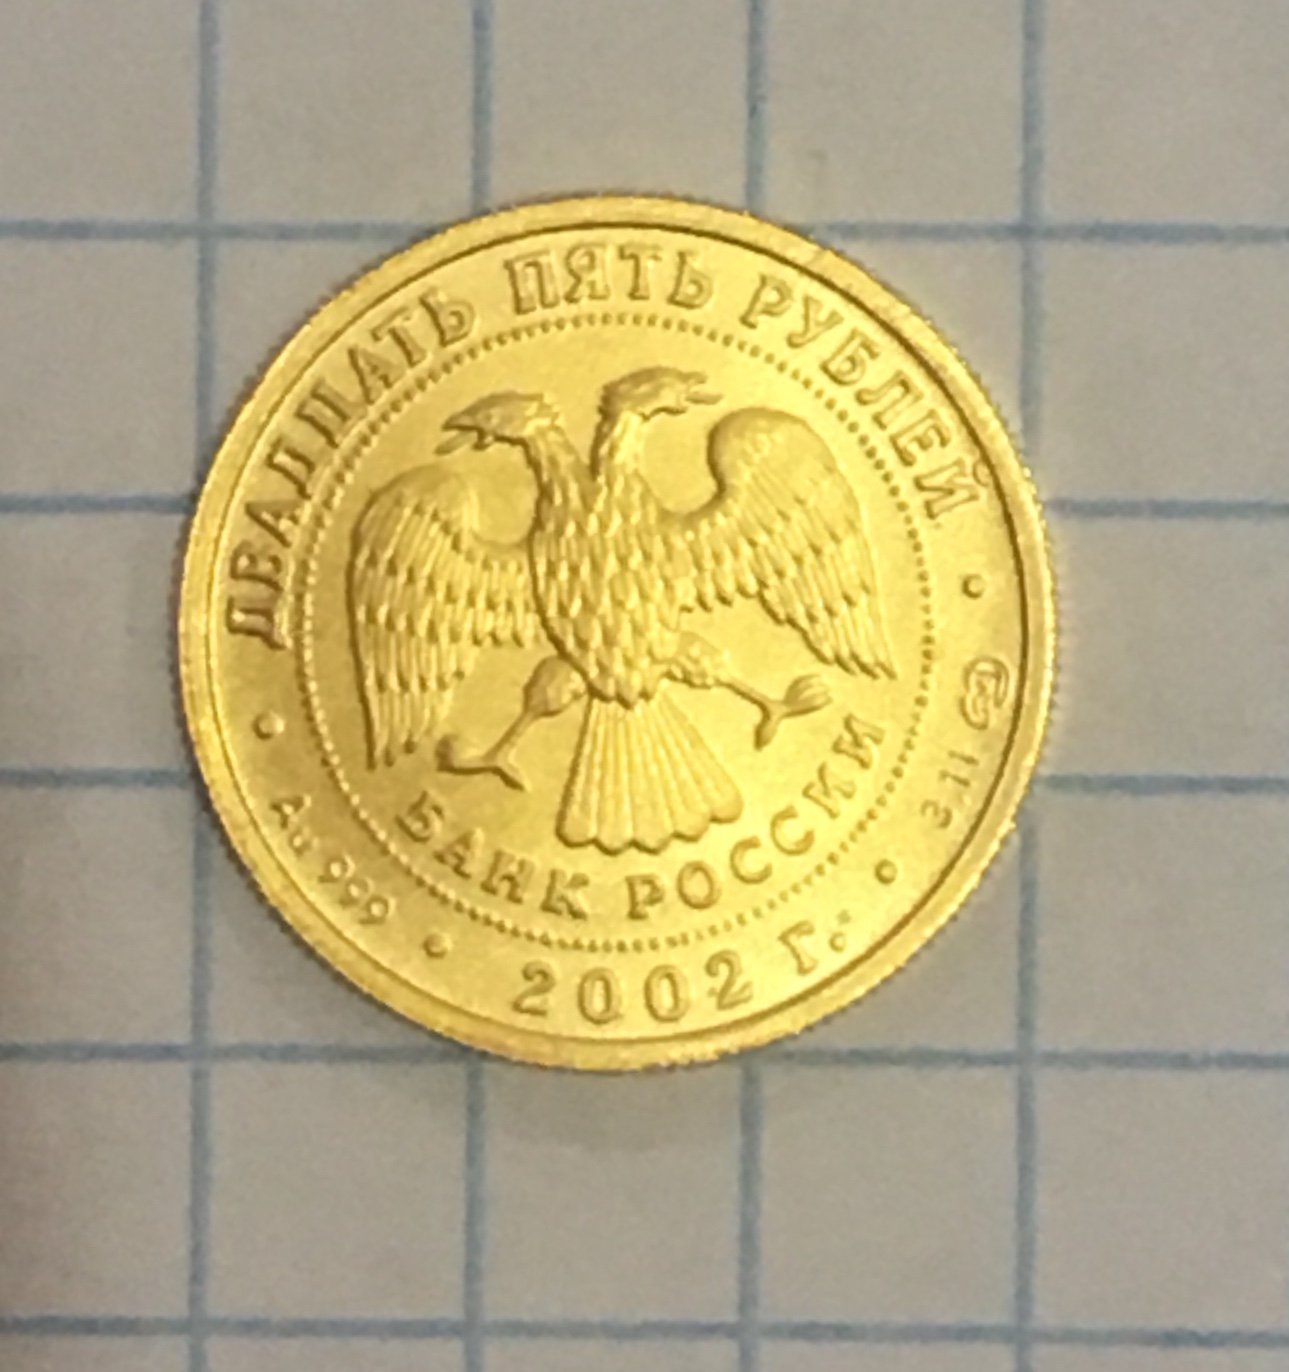 ДВАДЦАТЬ ПЯТЬ РУБЛЕЙ
БАНК РОССИИ
Au 999 • 2002 г. • 3,11